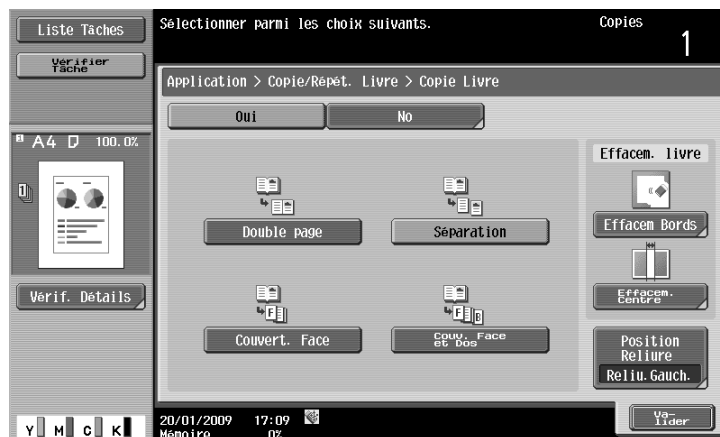 Liste Tâches
Vérifier
Tâche
A4 100.0%
Vérif. Détails
Y M C K
Sélectionner parmi les choix suivants.
Copies
1
Application > Copie/Répét. Livre > Copie Livre
Oui
No
Double page
Séparation
Couvert. Face
Couv. Face
et Dos
Effacem. livre
Effacem Bords
Effacem.
Centre
Position
Reliure
Reliu.Gauch.
20/01/2009 17:09
Mémoire 0%
Va-
lider